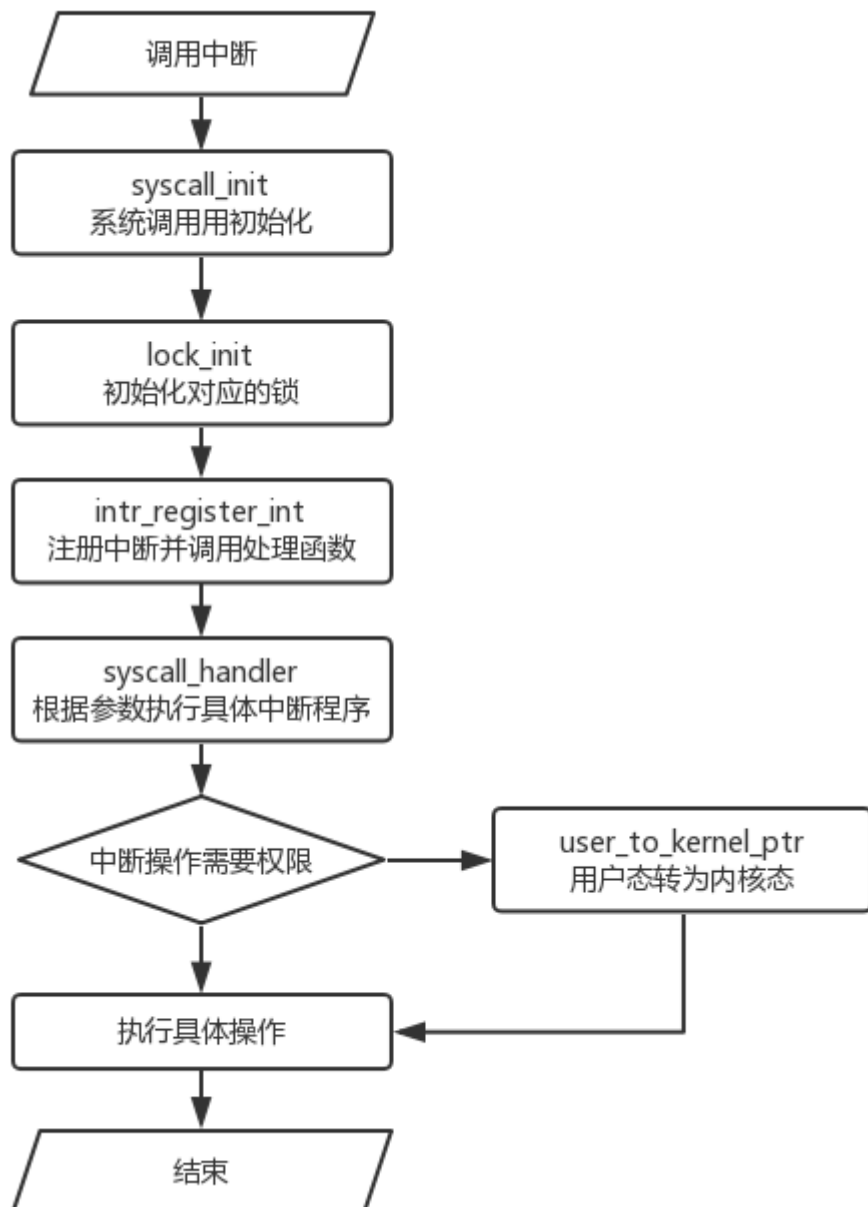 调用中断
syscall_init
系统调用用初始化
lock_init
初始化对应的锁
intr_register_int
注册中断并调用处理函数
syscall_handler
根据参数执行具体中断程序
中断操作需要权限
user_to_kernel_ptr
用户态转为内核态
执行具体操作
结束